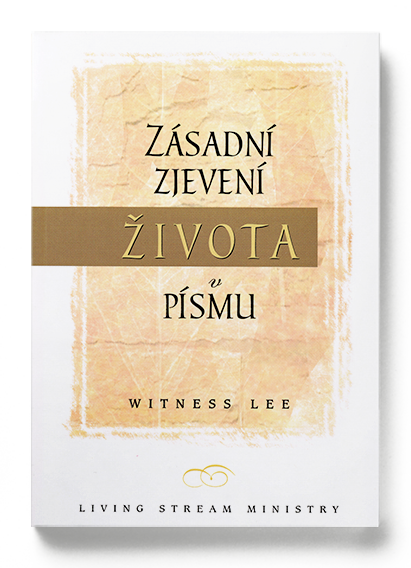 ZÁSADNÍ
ZJEVENÍ
ŽIVOTA
v
PÍSMU
WITNESS LEE
LIVING STREAM MINISTRY